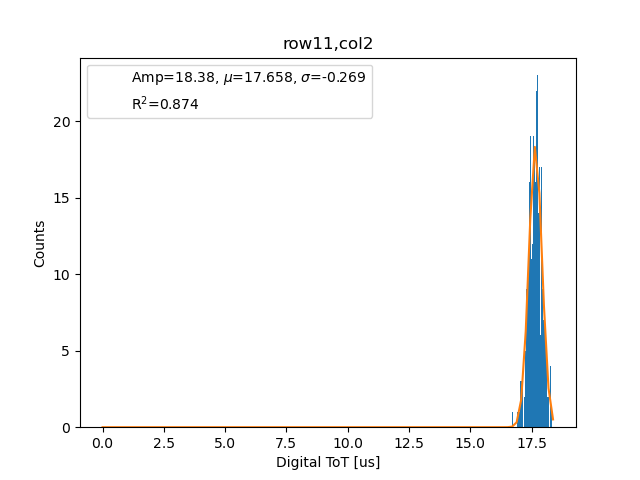 row11,col2
Amp=18.38, μ=17.658, σ=-0.269
R²=0.874
20
15
10
5
0
Counts
0.0 2.5 5.0 7.5 10.0 12.5 15.0 17.5
Digital ToT [us]